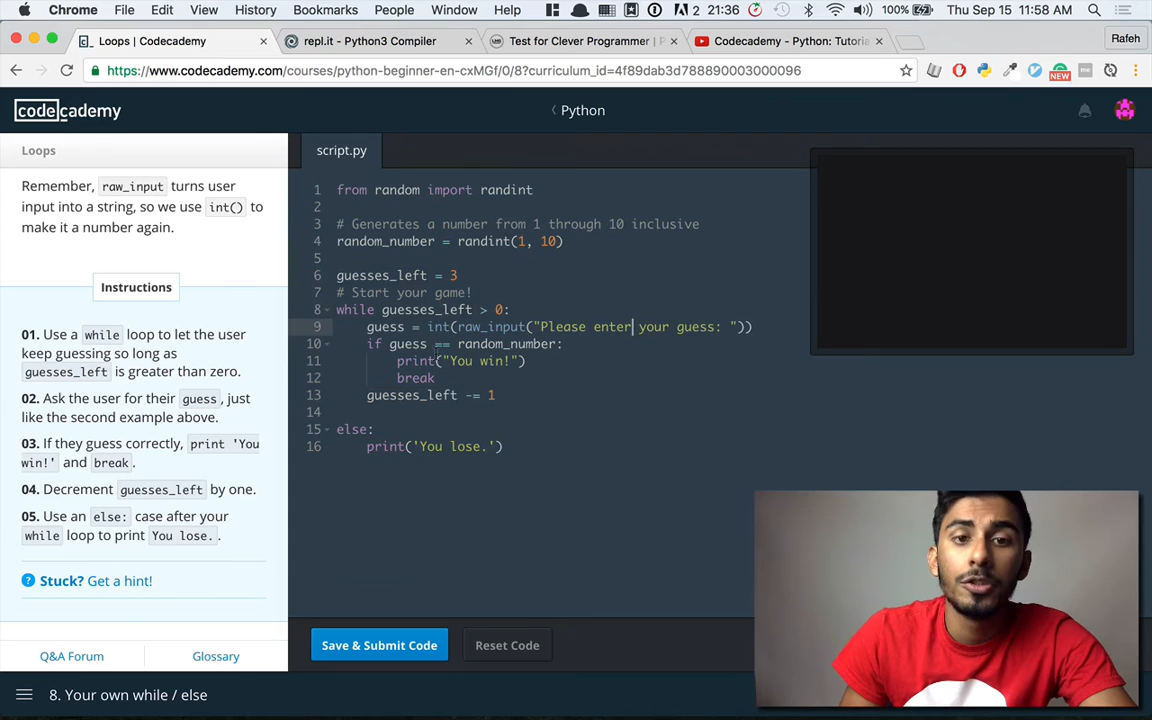 Chrome File Edit View History Bookmarks People Window Help 2 21:36 100% Thu Sep 15 11:58 AM
Loops | Codecademy
repl.it - Python3 Compiler
Test for Clever Programmer | P
Codecademy - Python: Tutoria
Rafeh
https://www.codecademy.com/courses/python-beginner-en-cxMGf/0/8?curriculum_id=4f89dab3d788890003000096
NEW
codecademy
Python
Loops
Remember, raw_input turns user
input into a string, so we use int() to
make it a number again.
Instructions
01. Use a while loop to let the user
keep guessing so long as
guesses_left is greater than zero.
02. Ask the user for their guess, just
like the second example above.
03. If they guess correctly, print 'You
win!' and break.
04. Decrement guesses_left by one.
05. Use an else: case after your
while loop to print You lose..
? Stuck? Get a hint!
Q&A Forum
Glossary
script.py
1 from random import randint
2
3 # Generates a number from 1 through 10 inclusive
4 random_number = randint(1, 10)
5
6 guesses_left = 3
7 # Start your game!
8 while guesses_left > 0:
9 guess = int(raw_input("Please enter your guess: "))
10 if guess == random_number:
11 print("You win!")
12 break
13 guesses_left -= 1
14
15 else:
16 print('You lose.')
Save & Submit Code
Reset Code
8. Your own while / else